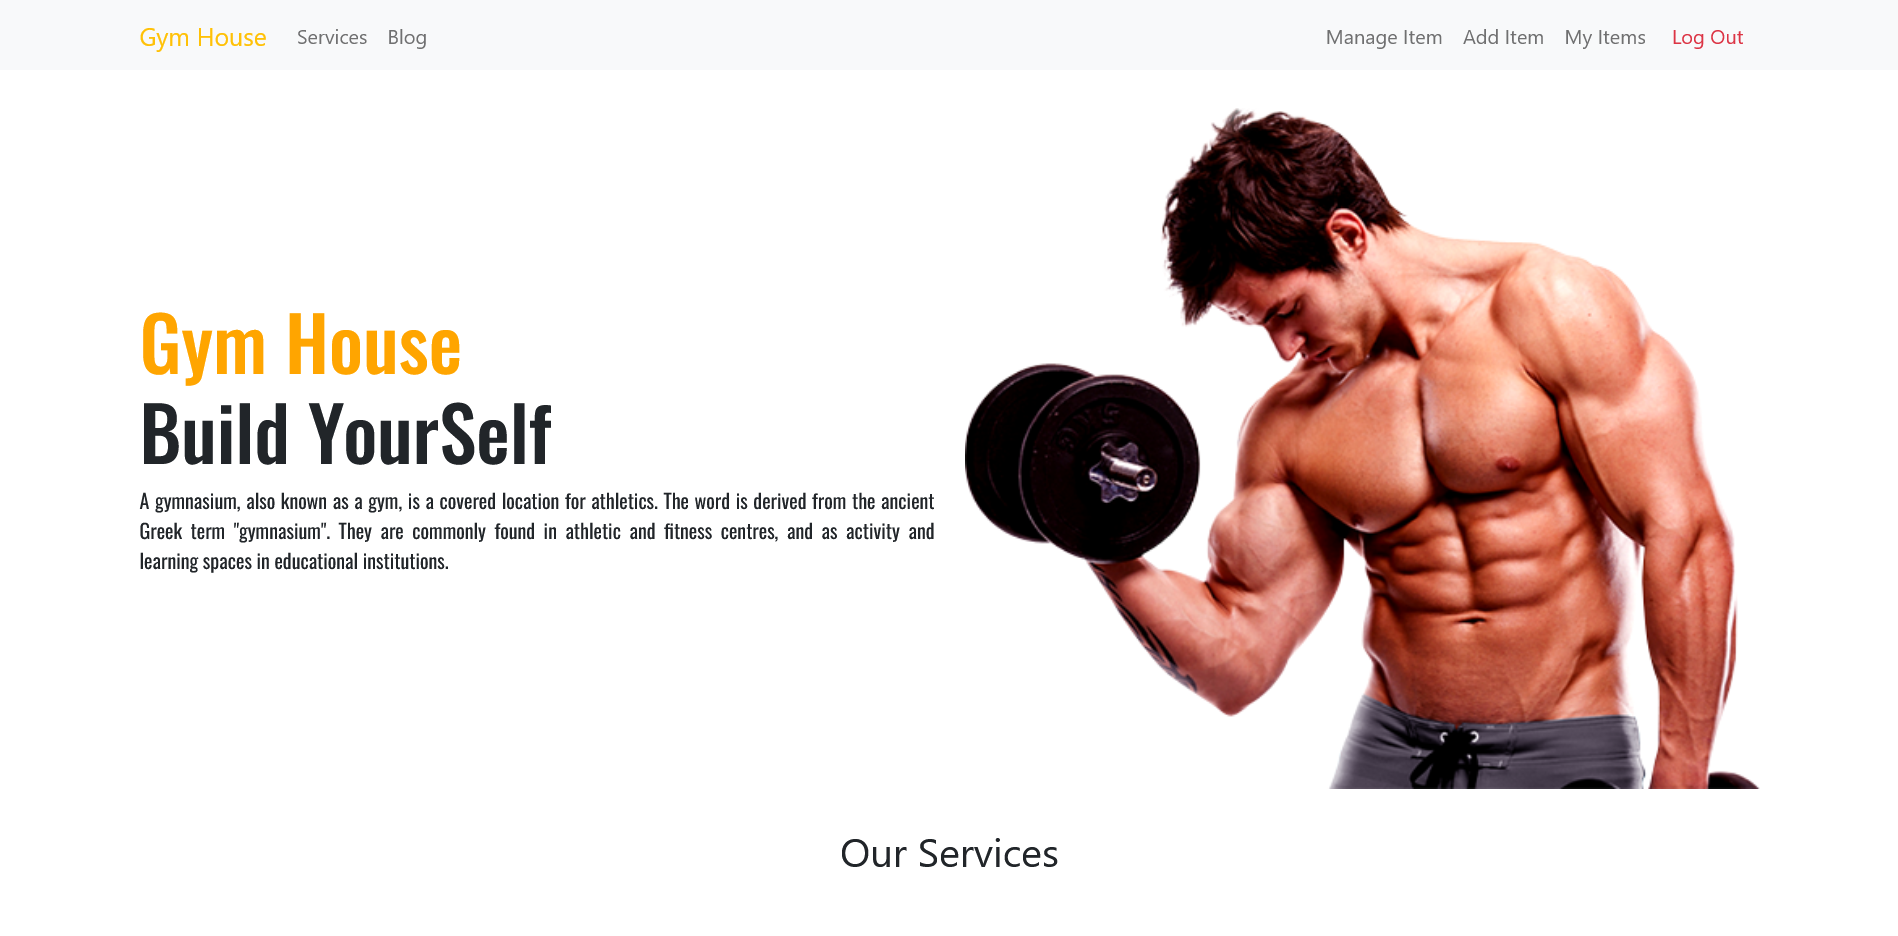 Gym House Services Blog Manage Item Add Item My Items Log Out
Gym House
Build YourSelf
A gymnasium, also known as a gym, is a covered location for athletics. The word is derived from the ancient
Greek term "gymnasium". They are commonly found in athletic and fitness centres, and as activity and
learning spaces in educational institutions.
Our Services